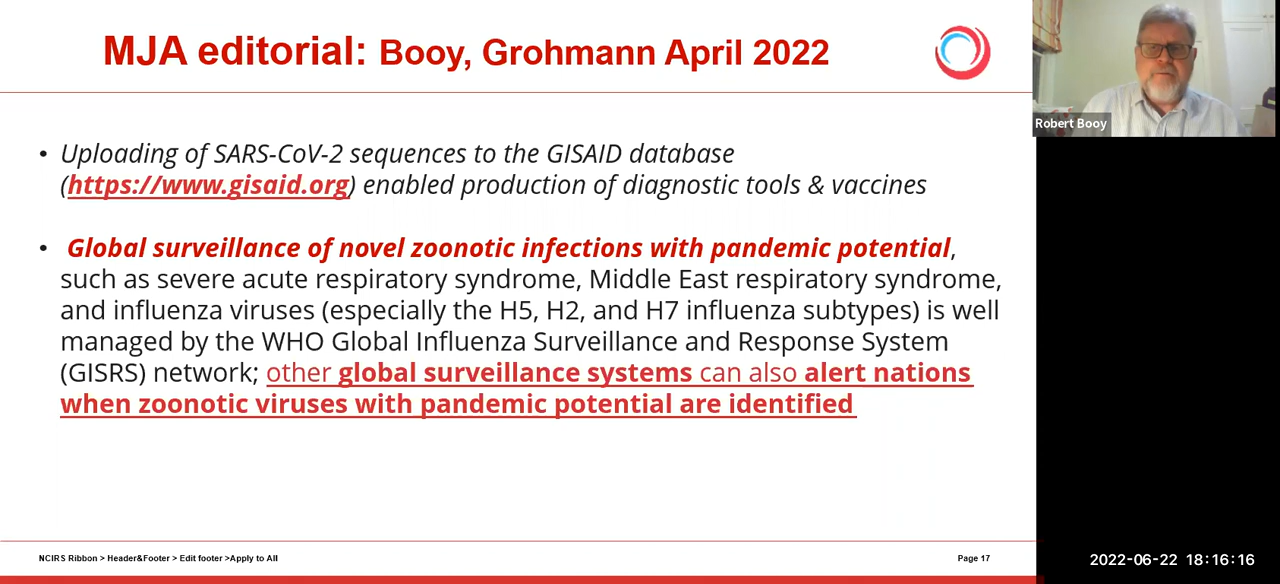 MJA editorial: Booy, Grohmann April 2022
Robert Booy
• Uploading of SARS-CoV-2 sequences to the GISAID database
(https://www.gisaid.org) enabled production of diagnostic tools & vaccines
• Global surveillance of novel zoonotic infections with pandemic potential,
such as severe acute respiratory syndrome, Middle East respiratory syndrome,
and influenza viruses (especially the H5, H2, and H7 influenza subtypes) is well
managed by the WHO Global Influenza Surveillance and Response System
(GISRS) network; other global surveillance systems can also alert nations
when zoonotic viruses with pandemic potential are identified
NCIRS Ribbon > Header&Footer > Edit footer >Apply to All
Page 17
2022-06-22 18:16:16